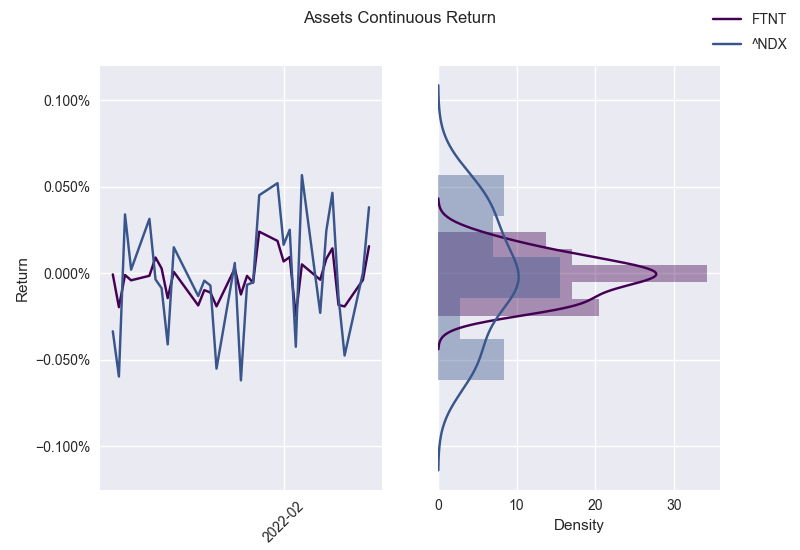 Assets Continuous Return
FTNT
^NDX
0.100%
0.050%
0.000%
−0.050%
−0.100%
Return
2022-02
0 10 20 30
Density